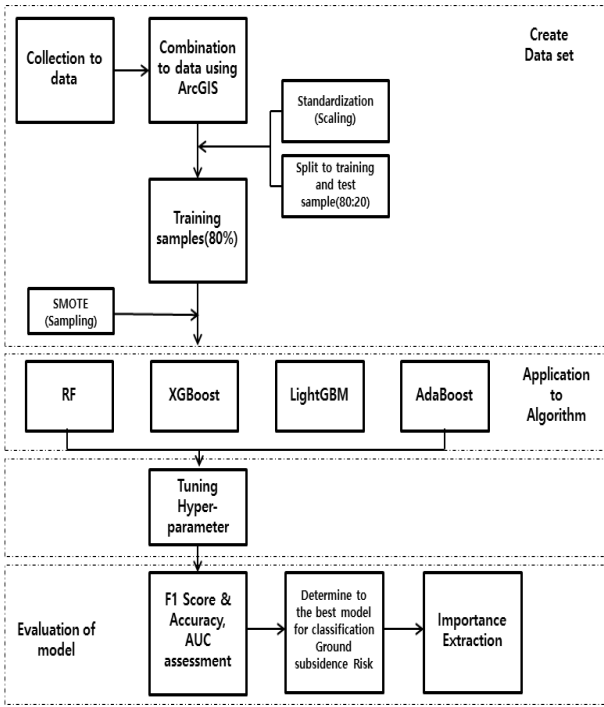 Collection to
data
Combination
to data using
ArcGIS
Create
Data set
Standardization
(Scaling)
Split to training
and test
sample(80:20)
Training
samples(80%)
SMOTE
(Sampling)
RF
XGBoost
LightGBM
AdaBoost
Application
to
Algorithm
Tuning
Hyper-
parameter
Evaluation of
model
F1 Score &
Accuracy,
AUC
assessment
Determine to
the best model
for classification
Ground
subsidence Risk
Importance
Extraction